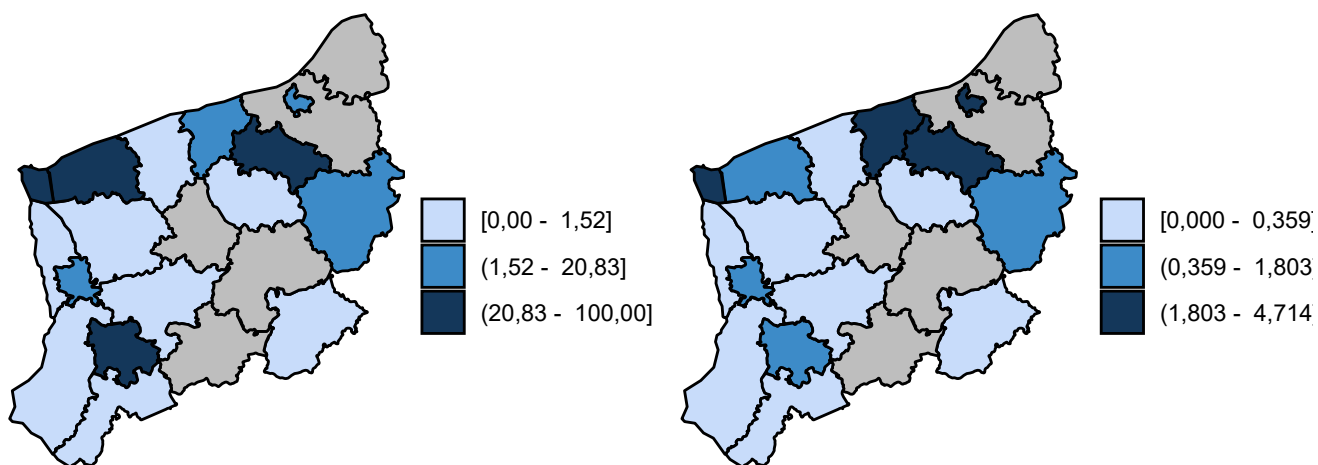 [0,00 - 1,52]
(1,52 - 20,83]
(20,83 - 100,00]
[0,000 - 0,359]
(0,359 - 1,803]
(1,803 - 4,714]